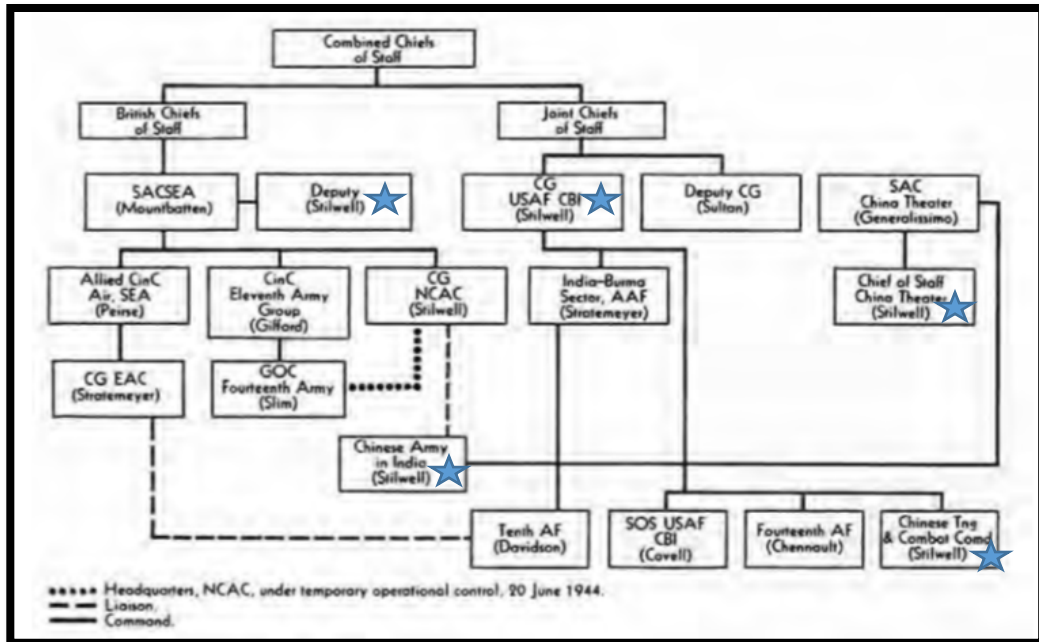 Combined Chiefs
of Staff
British Chiefs
of Staff
Joint Chiefs
of Staff
SACSEA
(Mountbatten)
Deputy
(Stilwell)
CG
USAF CBI
(Stilwell)
Deputy CG
(Sultan)
SAC
China Theater
(Generalissimo)
Allied CinC
Air, SEA
(Peirse)
CinC
Eleventh Army
Group
(Giffard)
CG
NCAC
(Stilwell)
India-Burma
Sector, AAF
(Stratemeyer)
Chief of Staff
China Theater
(Stilwell)
CG EAC
(Stratemeyer)
GOC
Fourteenth Army
(Slim)
Chinese Army
in India
(Stilwell)
Tenth AF
(Davidson)
SOS USAF
CBI
(Covell)
Fourteenth AF
(Chennault)
Chinese Tng
& Combat Comd
(Stilwell)
Headquarters, NCAC, under temporary operational control, 20 June 1944.
Liaison.
Command.